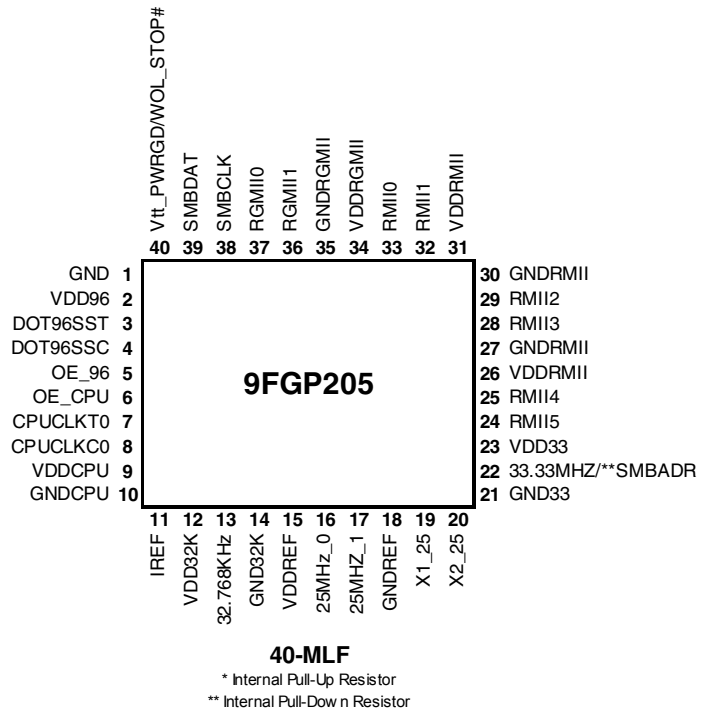 Vtt_PWRGD/WOL_STOP#
SMBDAT
SMBCLK
RGMII0
RGMII1
GNDRGMII
VDDRGMII
RMII0
RMII1
VDDRMII
40 39 38 37 36 35 34 33 32 31
GND 1
VDD96 2
DOT96SST 3
DOT96SSC 4
OE_96 5
OE_CPU 6
CPUCLKT0 7
CPUCLKC0 8
VDDCPU 9
GNDCPU 10
9FGP205
30 GNDRMII
29 RMII2
28 RMII3
27 GNDRMII
26 VDDRMII
25 RMII4
24 RMII5
23 VDD33
22 33.33MHZ/**SMBADR
21 GND33
11 12 13 14 15 16 17 18 19 20
IREF
VDD32K
32.768KHz
GND32K
VDDREF
25MHz_0
25MHZ_1
GNDREF
X1_25
X2_25
40-MLF
* Internal Pull-Up Resistor
** Internal Pull-Down Resistor